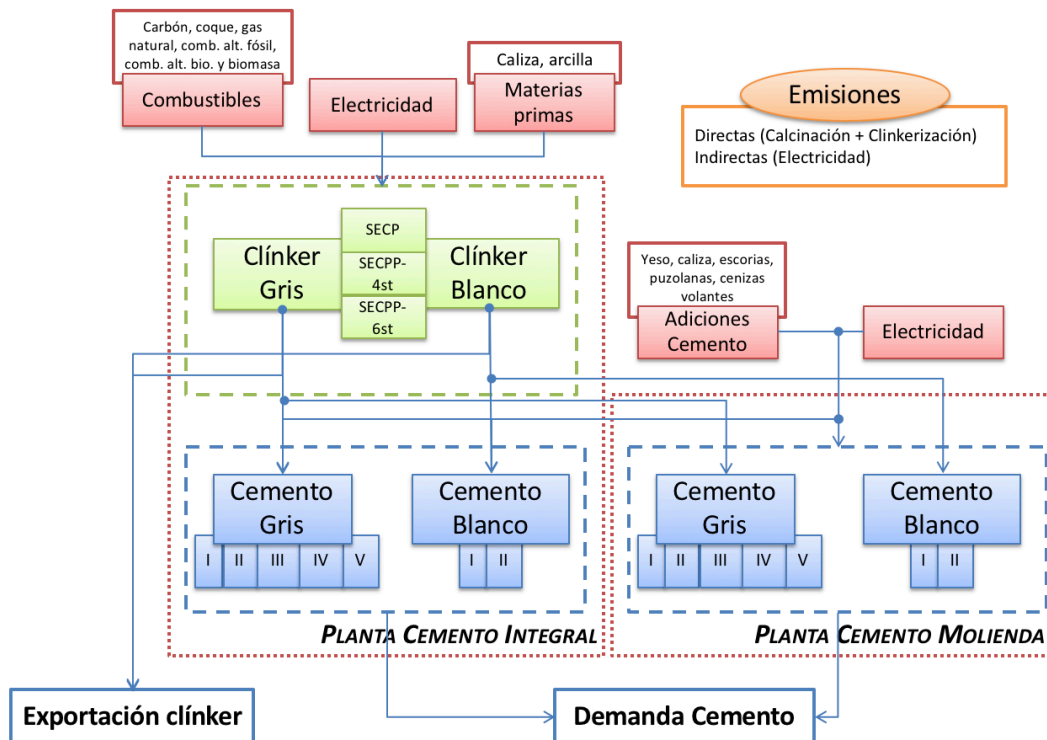 Carbón, coque, gas
natural, comb. alt. fósil,
comb. alt. bio. y biomasa
Combustibles
Electricidad
Caliza, arcilla
Materias
primas
Emisiones
Directas (Calcinación + Clinkerización)
Indirectas (Electricidad)
Clínker
Gris
SECP
SECPP-
4st
SECPP-
6st
Clínker
Blanco
Yeso, caliza, escorias,
puzolanas, cenizas
volantes
Adiciones
Cemento
Electricidad
Cemento
Gris
I II III IV V
Cemento
Blanco
I II
Cemento
Gris
I II III IV V
Cemento
Blanco
I II
PLANTA CEMENTO INTEGRAL
PLANTA CEMENTO MOLIENDA
Exportación clínker
Demanda Cemento